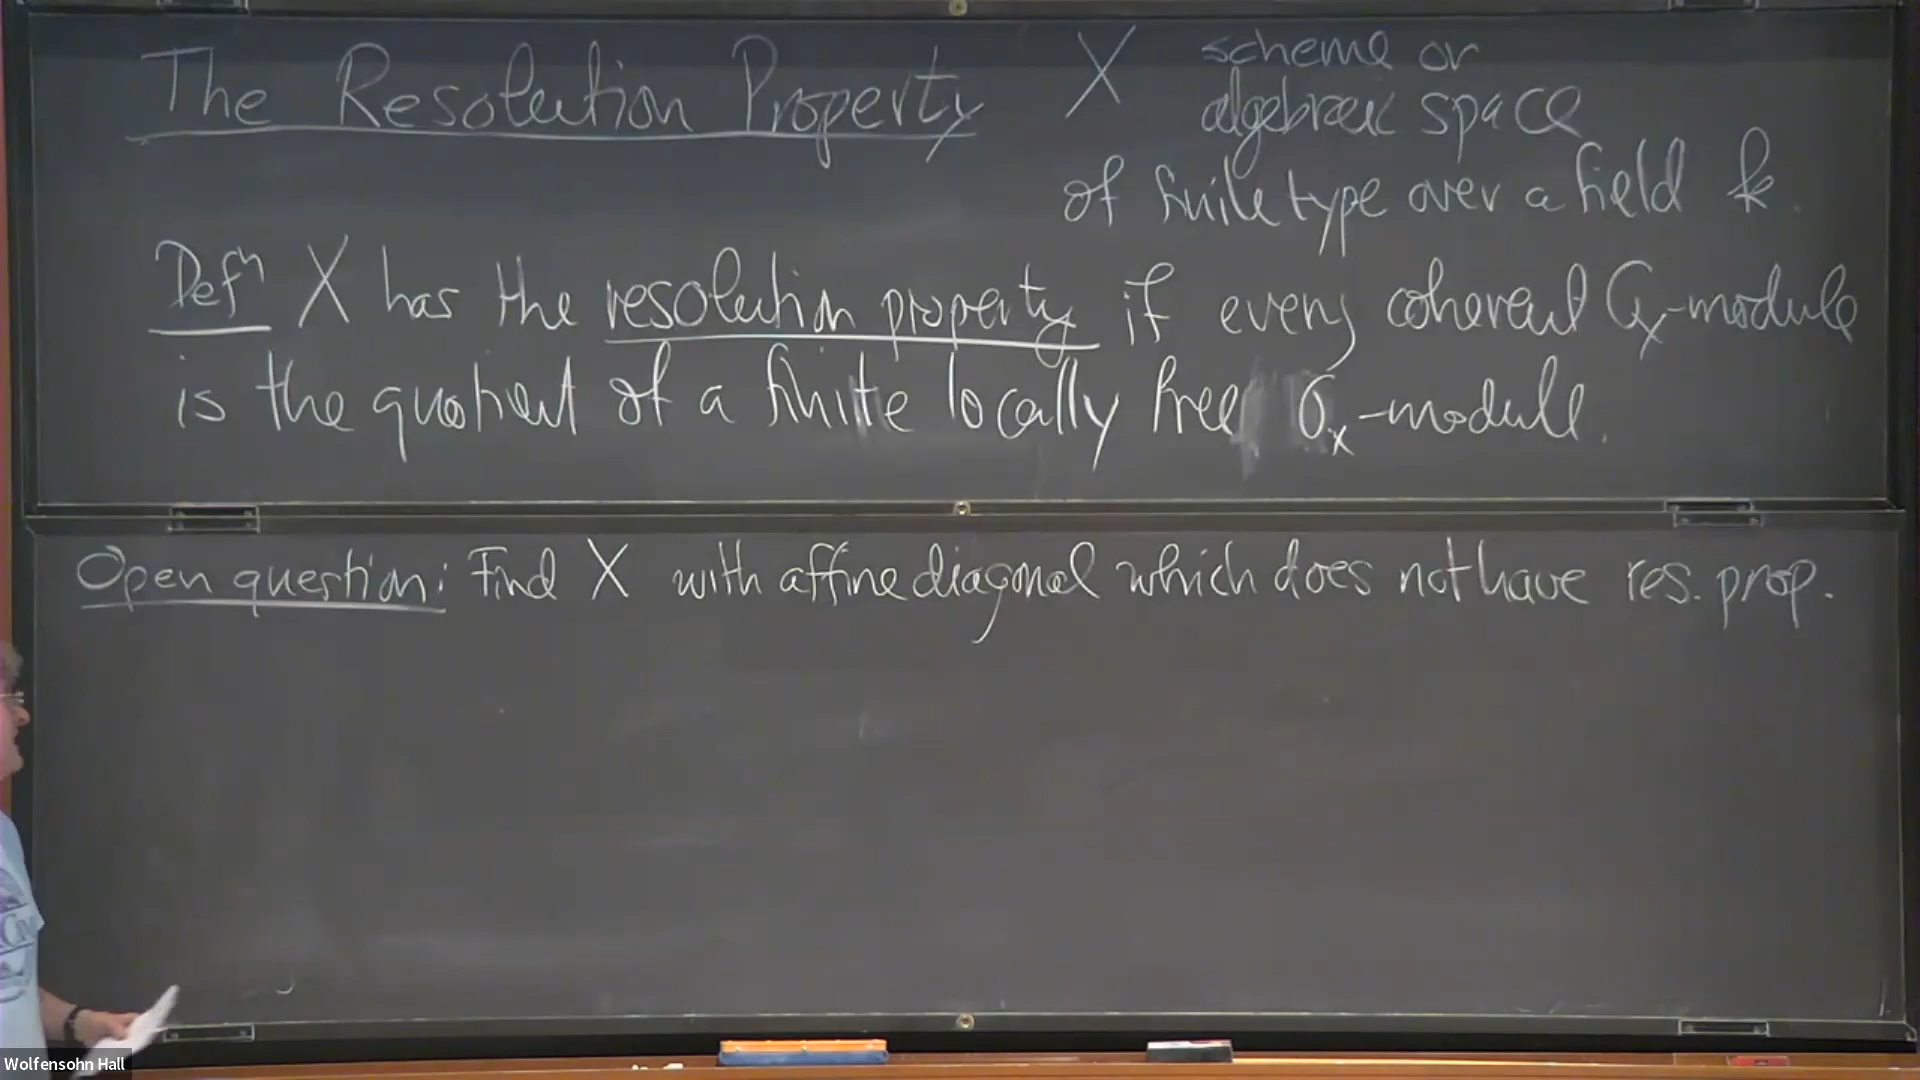 The Resolution Property
X scheme or
algebraic space
of finite type over a field k.
Defn X has the resolution property if every coherent O_X-module
is the quotient of a finite locally free O_X-module.
Open question: Find X with affine diagonal which does not have res. prop.
Wolfensohn Hall